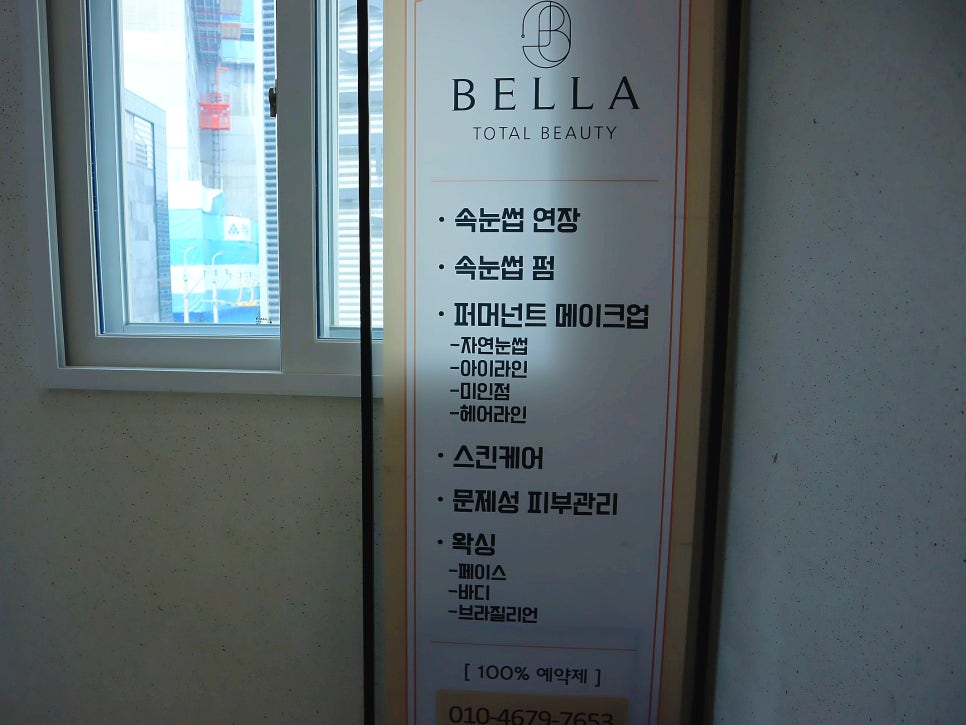 BELLA
TOTAL BEAUTY
· 속눈썹 연장
· 속눈썹 펌
· 퍼머넌트 메이크업
-자연눈썹
-아이라인
-미인점
-헤어라인
· 스킨케어
· 문제성 피부관리
· 왁싱
-페이스
-바디
-브라질리언
[ 100% 예약제 ]
010-4679-7653